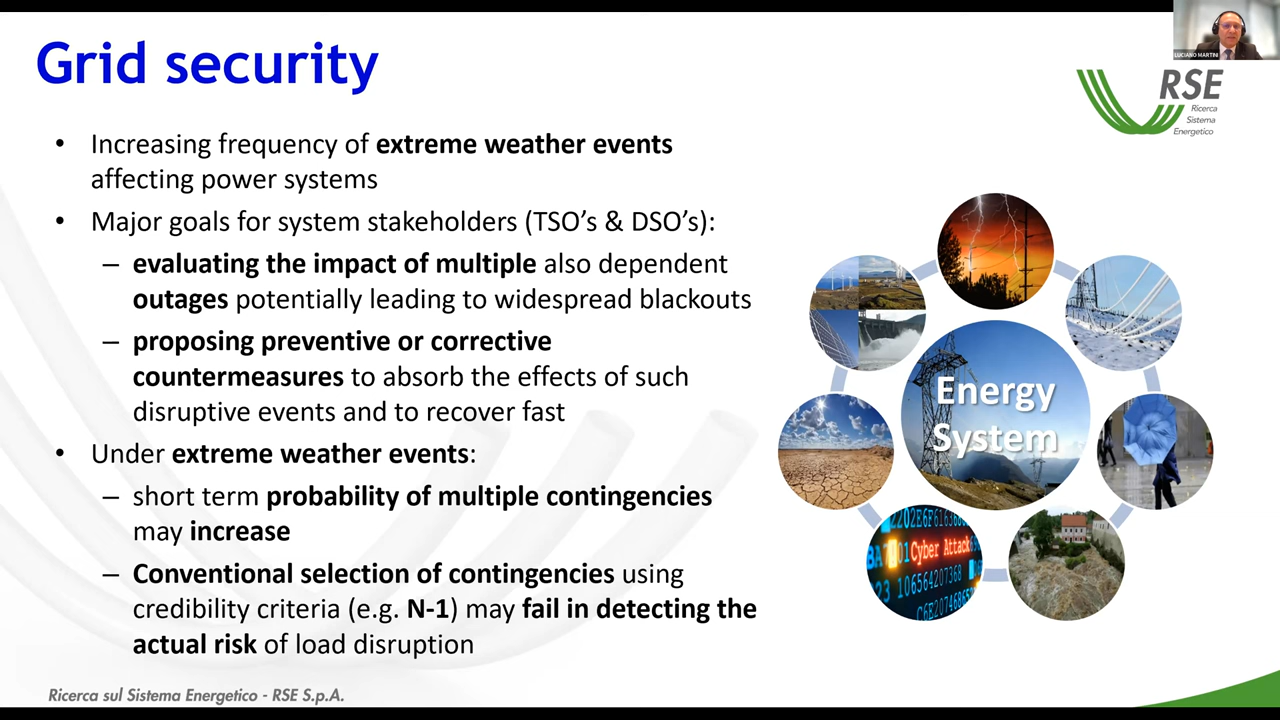 LUCIANO MARTINI
Grid security
RSE
Ricerca
Sistema
Energetico
• Increasing frequency of extreme weather events
affecting power systems
• Major goals for system stakeholders (TSO’s & DSO’s):
– evaluating the impact of multiple also dependent
outages potentially leading to widespread blackouts
– proposing preventive or corrective
countermeasures to absorb the effects of such
disruptive events and to recover fast
• Under extreme weather events:
– short term probability of multiple contingencies
may increase
– Conventional selection of contingencies using
credibility criteria (e.g. N-1) may fail in detecting the
actual risk of load disruption
Energy
System
Cyber Attack
106564207368
Ricerca sul Sistema Energetico - RSE S.p.A.